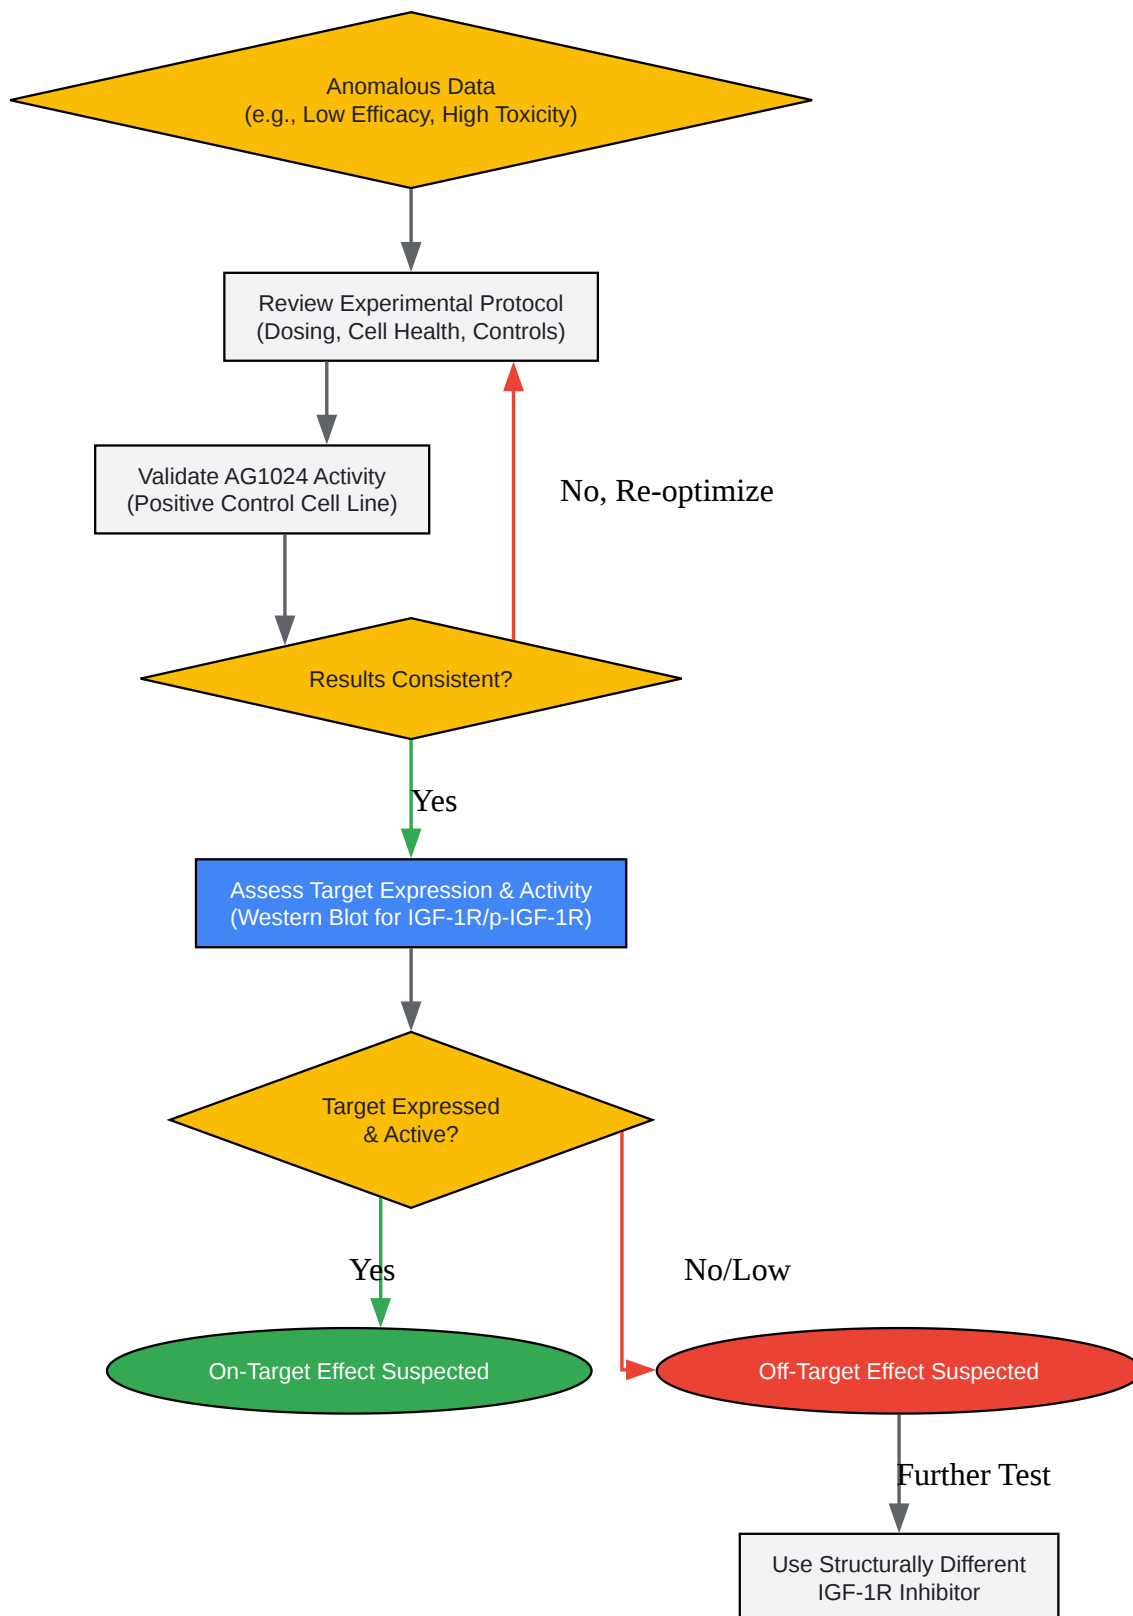 Anomalous Data
(e.g., Low Efficacy, High Toxicity)
Review Experimental Protocol
(Dosing, Cell Health, Controls)
Validate AG1024 Activity
(Positive Control Cell Line)
No, Re-optimize
Results Consistent?
Yes
Assess Target Expression & Activity
(Western Blot for IGF-1R/p-IGF-1R)
Target Expressed
& Active?
Yes
No/Low
On-Target Effect Suspected
Off-Target Effect Suspected
Further Test
Use Structurally Different
IGF-1R Inhibitor